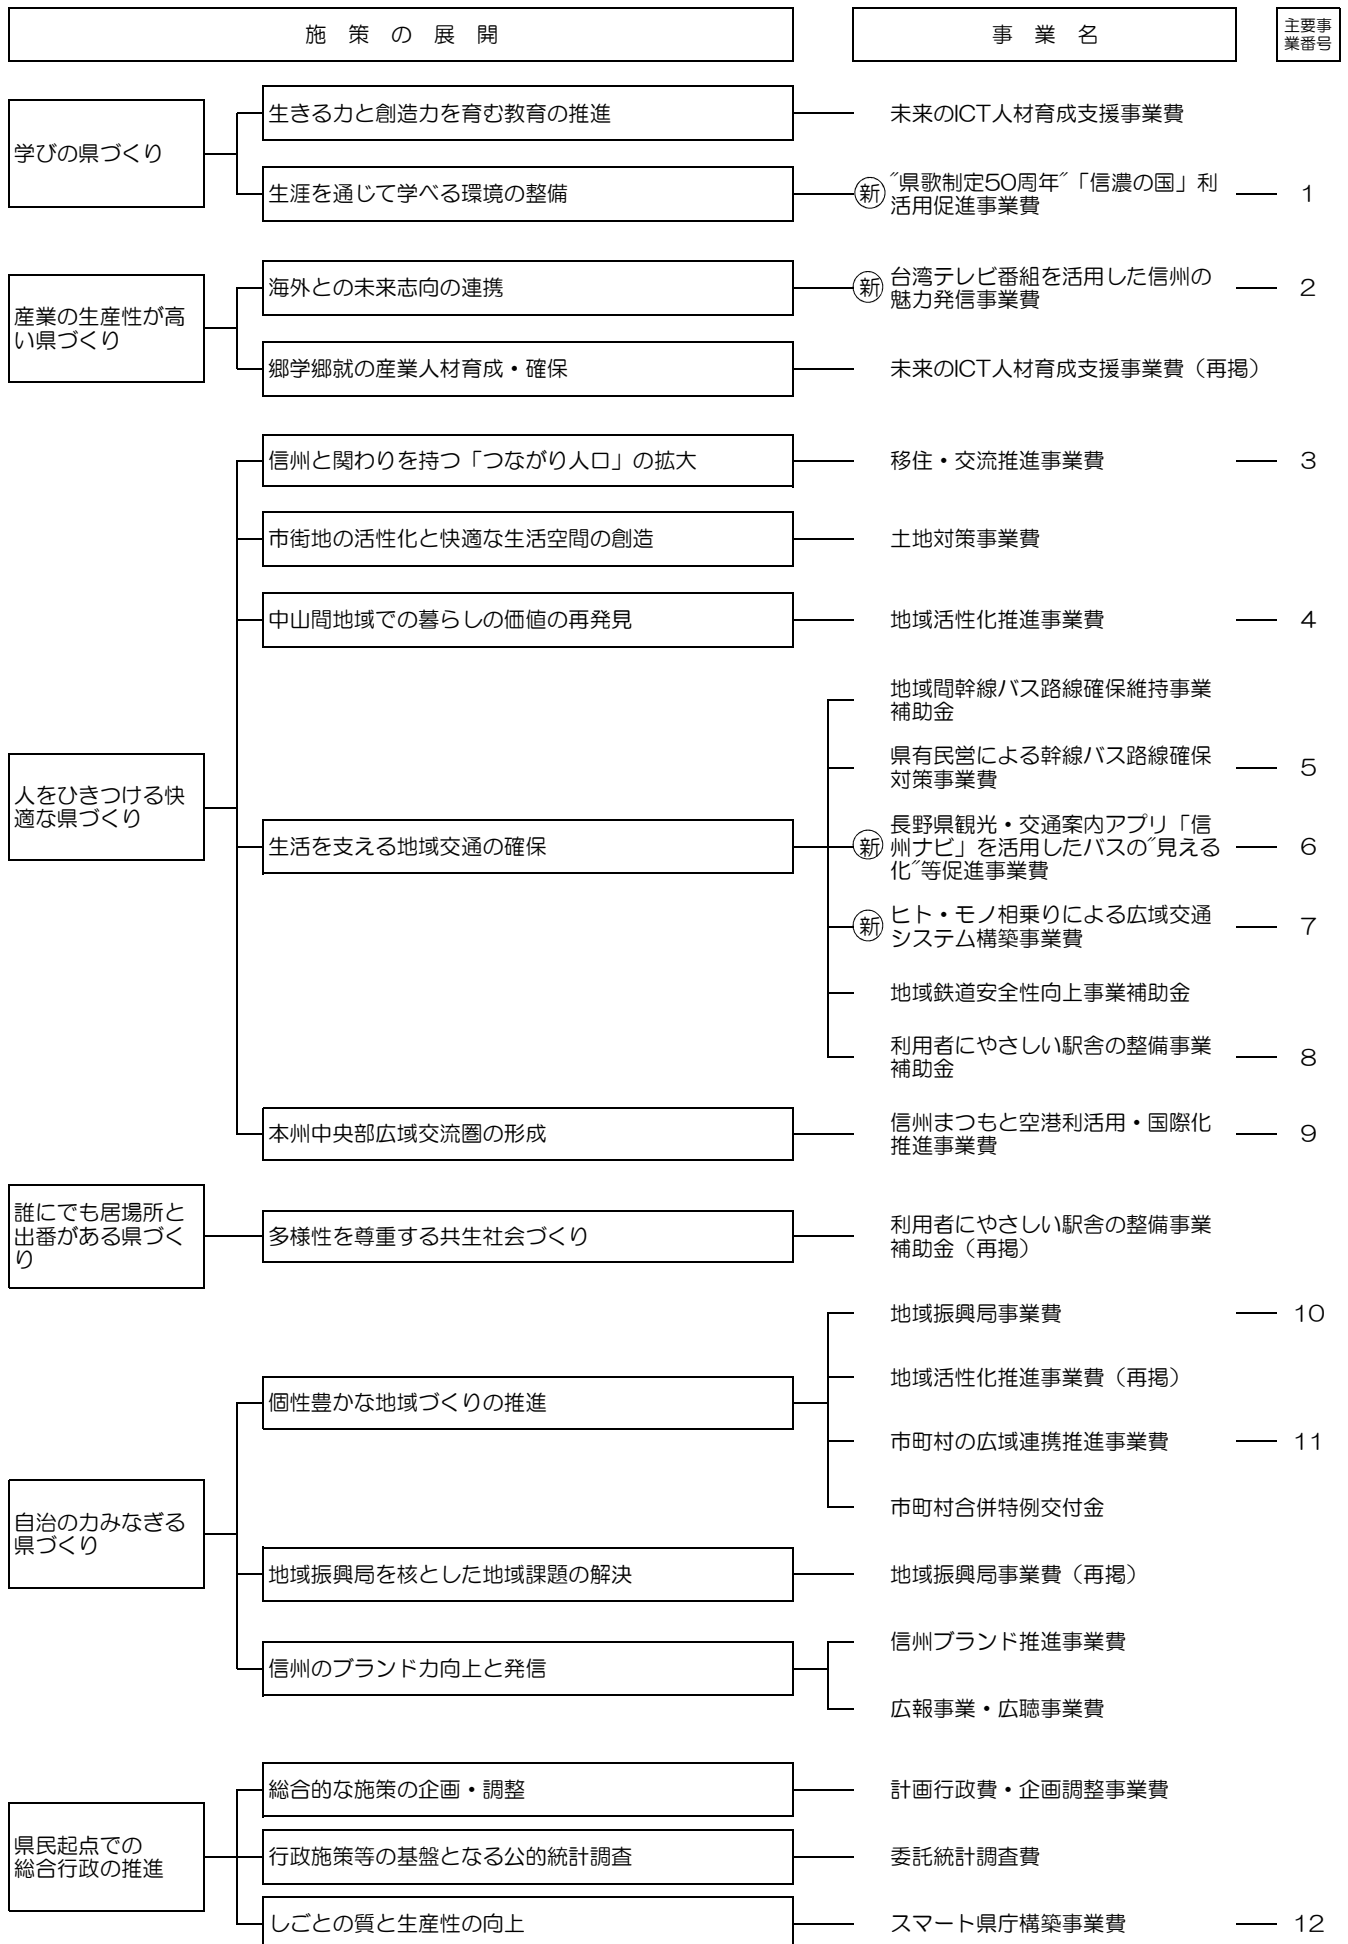 施 策 の 展 開
事 業 名
主要事
業番号
学びの県づくり
生きる力と創造力を育む教育の推進
未来のICT人材育成支援事業費
生涯を通じて学べる環境の整備
新
"県歌制定50周年"「信濃の国」利
活用促進事業費
1
産業の生産性が高
い県づくり
海外との未来志向の連携
新
台湾テレビ番組を活用した信州の
魅力発信事業費
2
郷学郷就の産業人材育成・確保
未来のICT人材育成支援事業費（再掲）
人をひきつける快
適な県づくり
信州と関わりを持つ「つながり人口」の拡大
移住・交流推進事業費
3
市街地の活性化と快適な生活空間の創造
土地対策事業費
中山間地域での暮らしの価値の再発見
地域活性化推進事業費
4
生活を支える地域交通の確保
地域間幹線バス路線確保維持事業
補助金
県有民営による幹線バス路線確保
対策事業費
5
新
長野県観光・交通案内アプリ「信
州ナビ」を活用したバスの"見える
化"等促進事業費
6
新
ヒト・モノ相乗りによる広域交通
システム構築事業費
7
地域鉄道安全性向上事業補助金
利用者にやさしい駅舎の整備事業
補助金
8
本州中央部広域交流圏の形成
信州まつもと空港利活用・国際化
推進事業費
9
誰にでも居場所と
出番がある県づく
り
多様性を尊重する共生社会づくり
利用者にやさしい駅舎の整備事業
補助金（再掲）
自治の力みなぎる
県づくり
個性豊かな地域づくりの推進
地域振興局事業費
10
地域活性化推進事業費（再掲）
市町村の広域連携推進事業費
11
市町村合併特例交付金
地域振興局を核とした地域課題の解決
地域振興局事業費（再掲）
信州のブランド力向上と発信
信州ブランド推進事業費
広報事業・広聴事業費
県民起点での
総合行政の推進
総合的な施策の企画・調整
計画行政費・企画調整事業費
行政施策等の基盤となる公的統計調査
委託統計調査費
しごとの質と生産性の向上
スマート県庁構築事業費
12